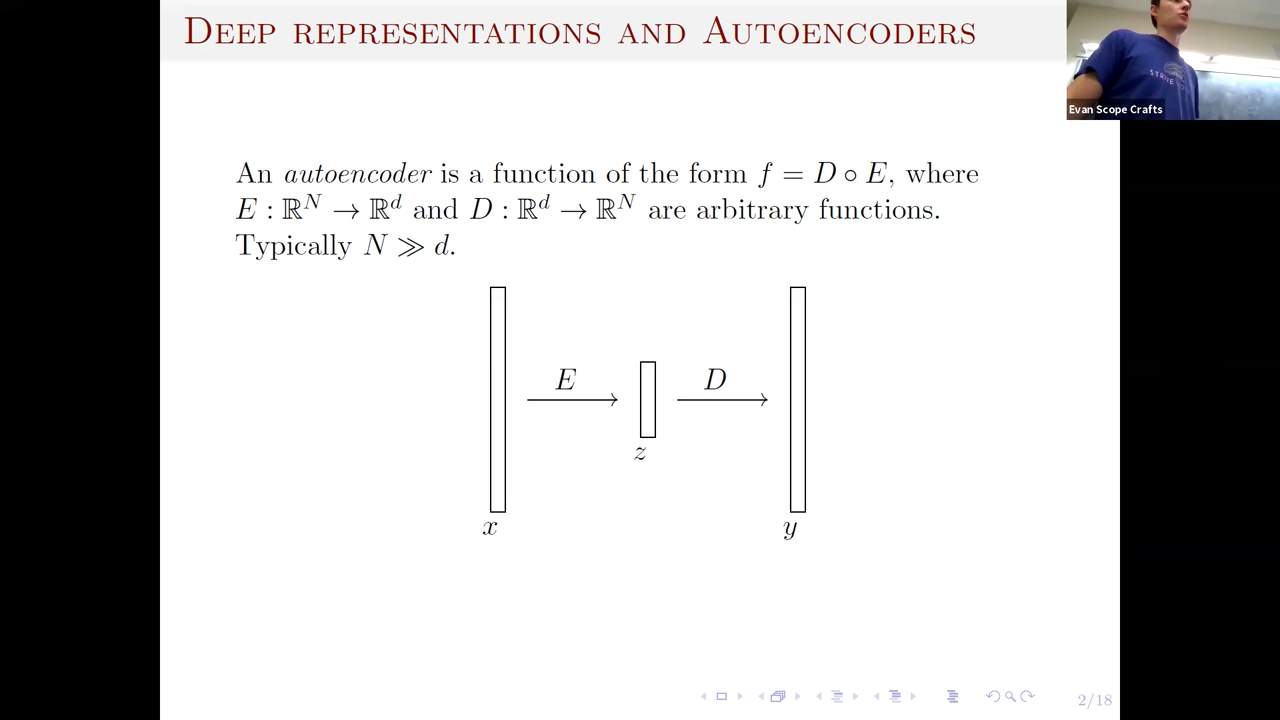 Deep representations and Autoencoders
Evan Scope Crafts
An autoencoder is a function of the form f = D ∘ E, where
E : ℝᴺ → ℝᵈ and D : ℝᵈ → ℝᴺ are arbitrary functions.
Typically N ≫ d.
E D
z
x y
2/18